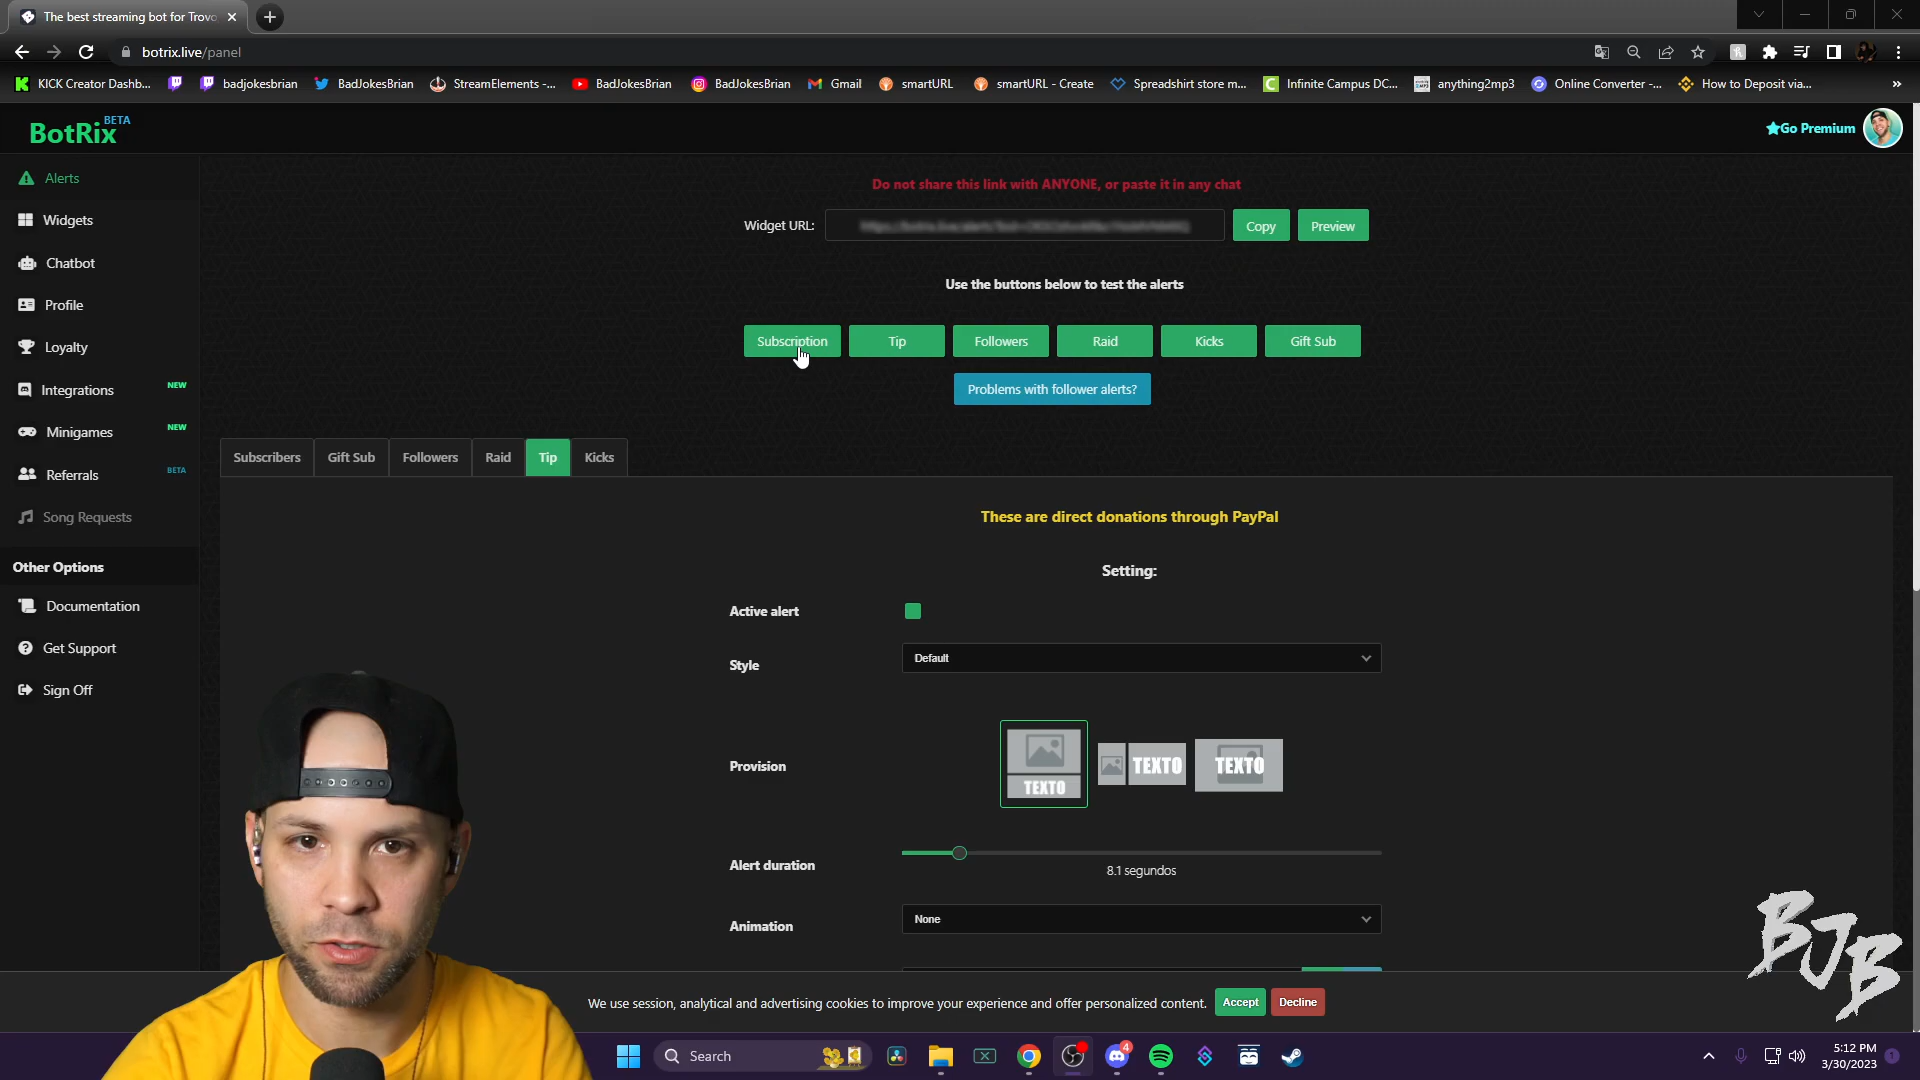 The best streaming bot for Trovo
botrix.live/panel
KICK Creator Dashb...
badjokesbrian
BadJokesBrian
StreamElements -...
BadJokesBrian
BadJokesBrian
Gmail
smartURL
smartURL - Create
Spreadshirt store m...
Infinite Campus DC...
anything2mp3
Online Converter -...
How to Deposit via...
»
BotRix BETA
Go Premium
Alerts
Widgets
Chatbot
Profile
Loyalty
Integrations NEW
Minigames NEW
Referrals BETA
Song Requests
Other Options
Documentation
Get Support
Sign Off
Do not share this link with ANYONE, or paste it in any chat
Widget URL:
Copy
Preview
Use the buttons below to test the alerts
Subscription
Tip
Followers
Raid
Kicks
Gift Sub
Problems with follower alerts?
Subscribers
Gift Sub
Followers
Raid
Tip
Kicks
These are direct donations through PayPal
Setting:
Active alert
Style
Default
Provision
TEXTO
TEXTO
TEXTO
Alert duration
8.1 segundos
Animation
None
BJB
We use session, analytical and advertising cookies to improve your experience and offer personalized content.
Accept
Decline
Search
4
5:12 PM
3/30/2023
1